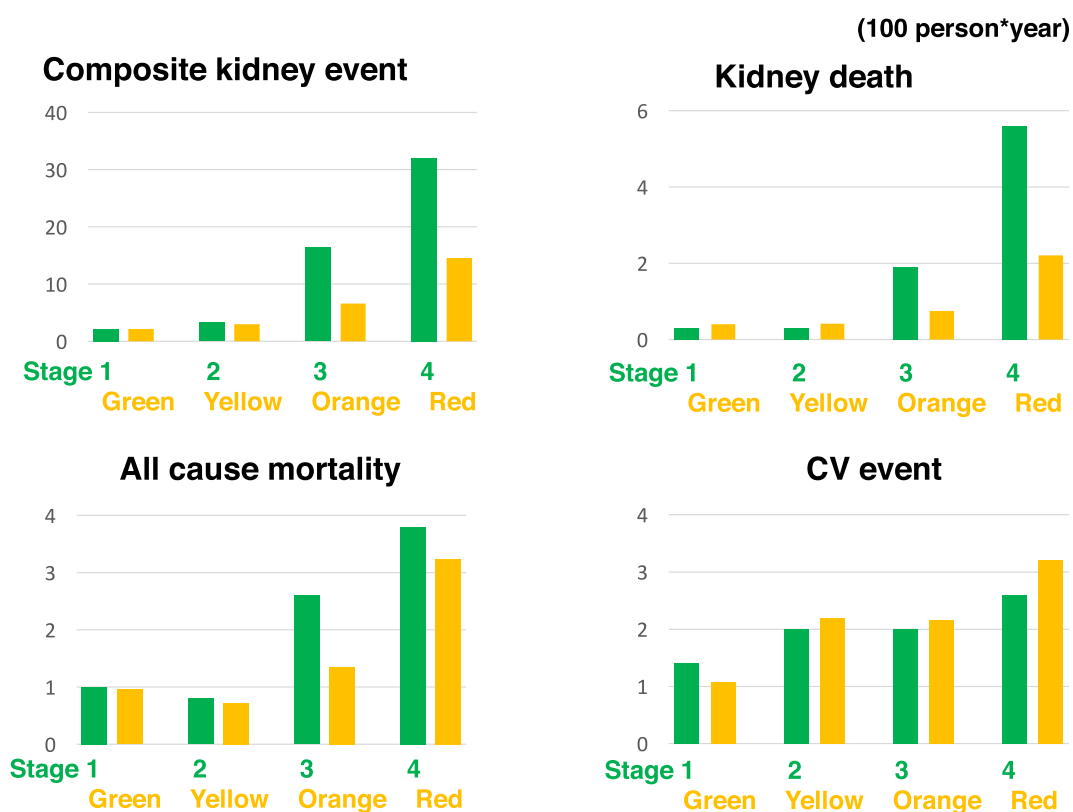 (100 person*year)
Composite kidney event
40
30
20
10
0
Stage 1 2 3 4
Green Yellow Orange Red
Kidney death
6
4
2
0
Stage 1 2 3 4
Green Yellow Orange Red
All cause mortality
4
3
2
1
0
Stage 1 2 3 4
Green Yellow Orange Red
CV event
4
3
2
1
0
Stage 1 2 3 4
Green Yellow Orange Red